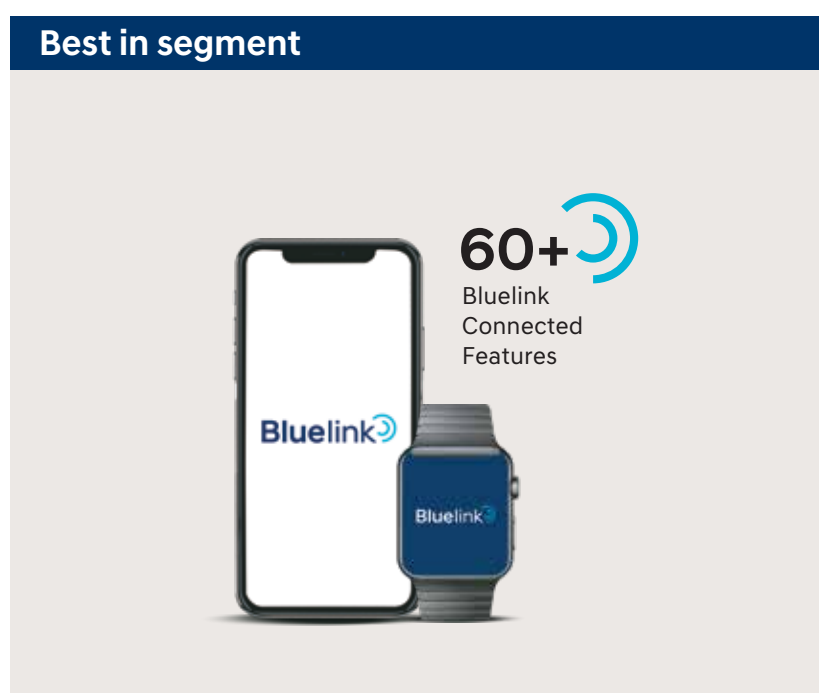 Best in segment
60+
Bluelink
Connected
Features
Bluelink
Bluelink